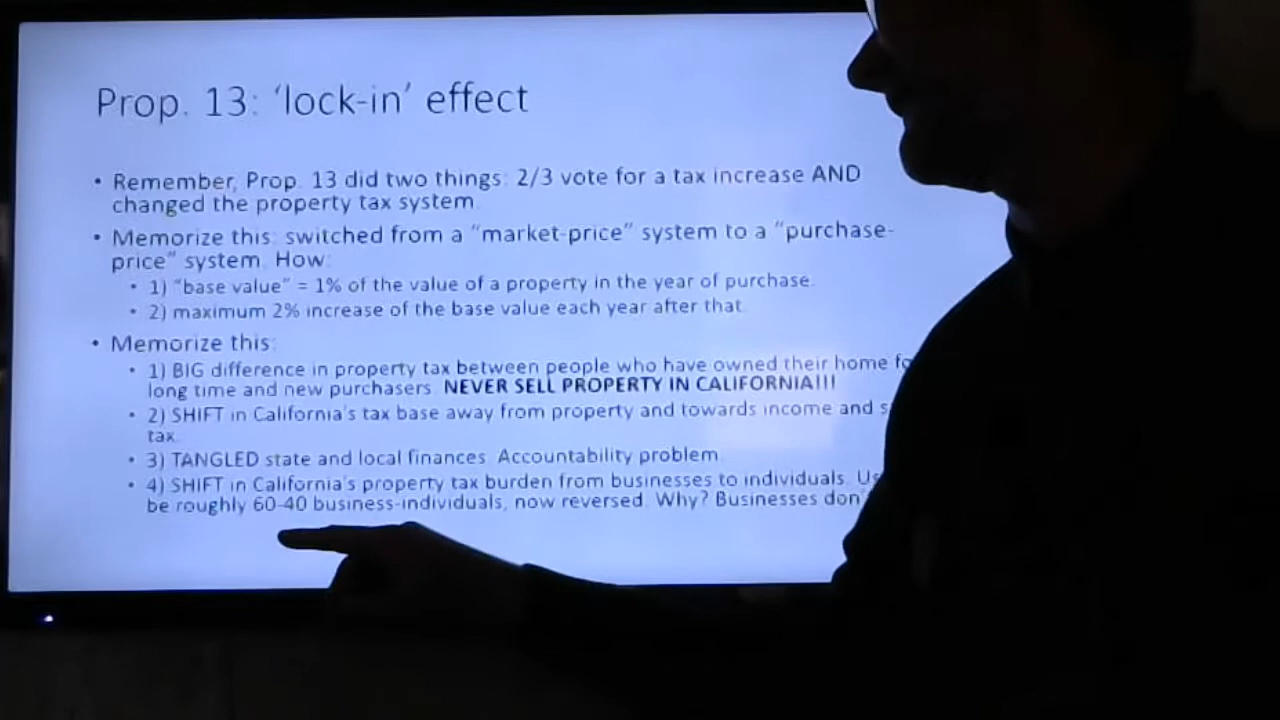 Prop. 13: ‘lock-in’ effect
• Remember, Prop. 13 did two things: 2/3 vote for a tax increase AND
changed the property tax system.
• Memorize this: switched from a “market-price” system to a “purchase-
price” system. How:
• 1) “base value” = 1% of the value of a property in the year of purchase.
• 2) maximum 2% increase of the base value each year after that.
• Memorize this:
• 1) BIG difference in property tax between people who have owned their home
long time and new purchasers. NEVER SELL PROPERTY IN CALIFORNIA!!!
• 2) SHIFT in California’s tax base away from property and towards income and
tax.
• 3) TANGLED state and local finances. Accountability problem.
• 4) SHIFT in California’s property tax burden from businesses to individuals.
be roughly 60-40 business-individuals, now reversed. Why? Businesses